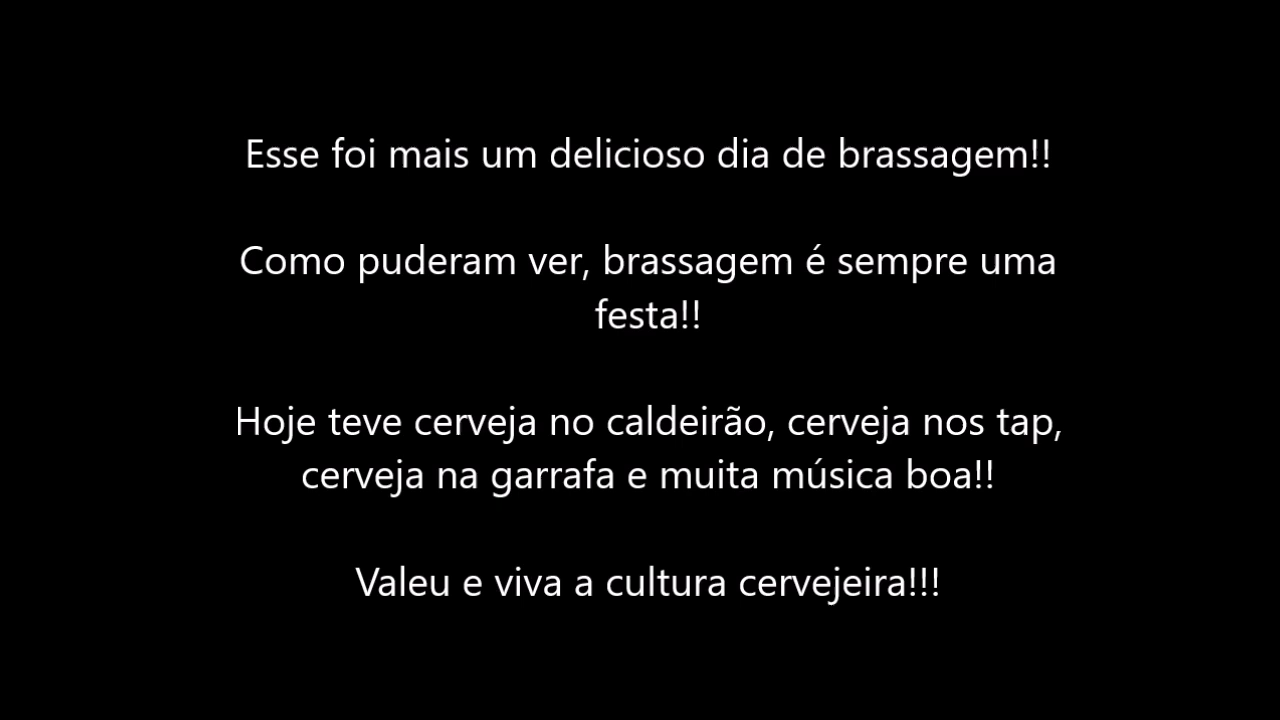 Esse foi mais um delicioso dia de brassagem!!
Como puderam ver, brassagem é sempre uma
festa!!
Hoje teve cerveja no caldeirão, cerveja nos tap,
cerveja na garrafa e muita música boa!!
Valeu e viva a cultura cervejeira!!!